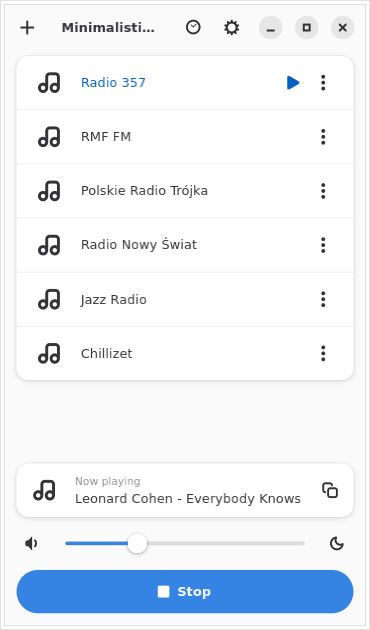 Minimalisti…
Radio 357
RMF FM
Polskie Radio Trójka
Radio Nowy Świat
Jazz Radio
Chillizet
Now playing
Leonard Cohen - Everybody Knows
Stop